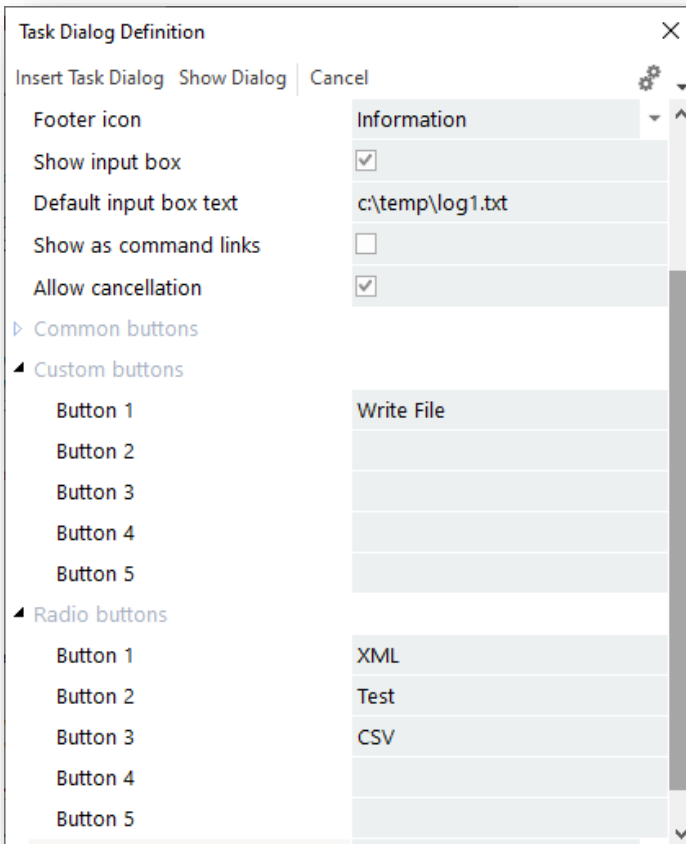 Task Dialog Definition
Insert Task Dialog Show Dialog Cancel
Footer icon Information
Show input box
Default input box text c:\temp\log1.txt
Show as command links
Allow cancellation
Common buttons
Custom buttons
Button 1 Write File
Button 2
Button 3
Button 4
Button 5
Radio buttons
Button 1 XML
Button 2 Test
Button 3 CSV
Button 4
Button 5